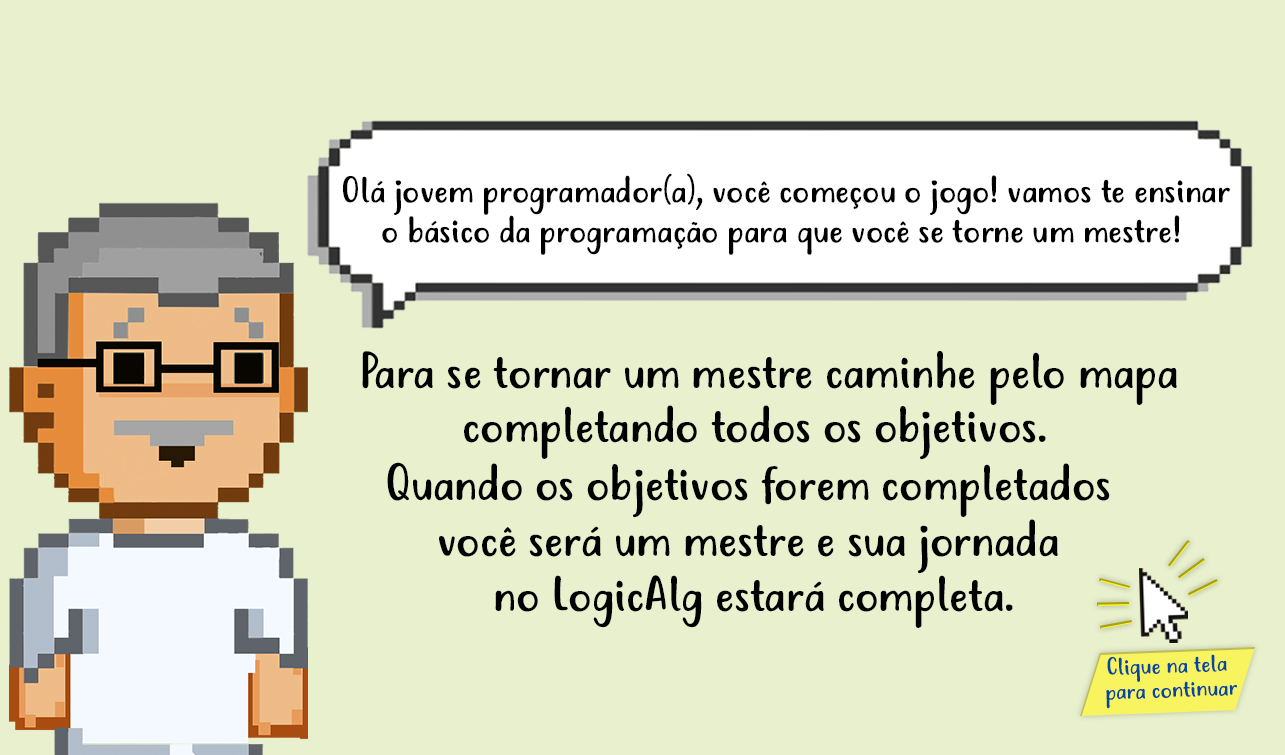 Olá jovem programador(a), você começou o jogo! vamos te ensinar
o básico da programação para que você se torne um mestre!
Para se tornar um mestre caminhe pelo mapa
completando todos os objetivos.
Quando os objetivos forem completados
você será um mestre e sua jornada
no LogicAlg estará completa.
Clique na tela
para continuar